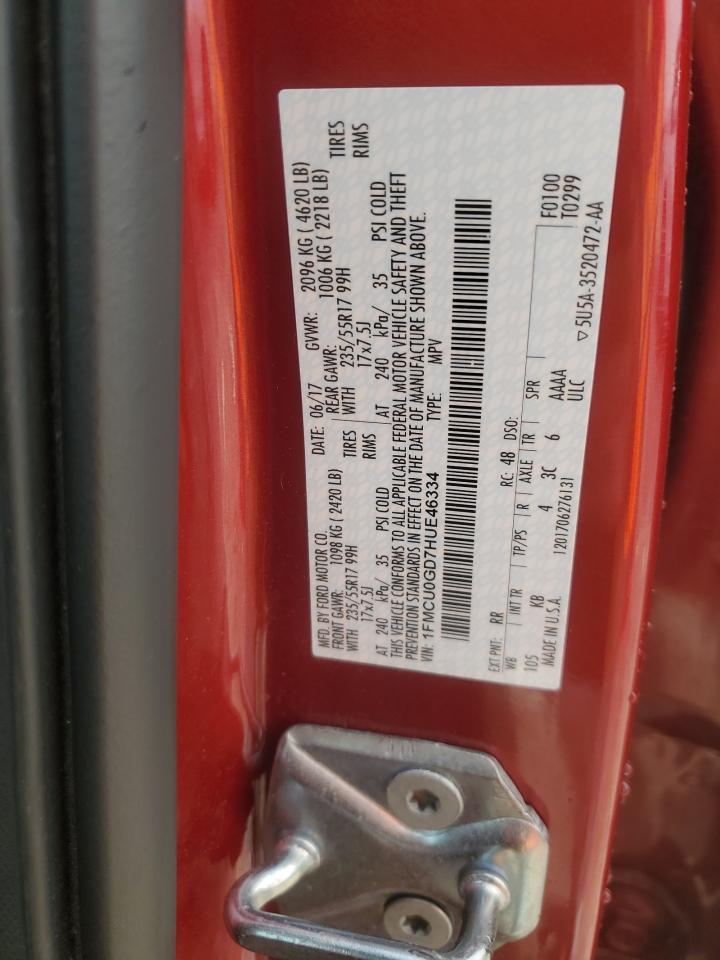 MFD. BY FORD MOTOR CO.
DATE: 06/17 GVWR: 2096 KG ( 4620 LB)
FRONT GAWR: 1098 KG ( 2420 LB) REAR GAWR: 1006 KG ( 2218 LB)
WITH 235/55R17 99H TIRES WITH 235/55R17 99H TIRES
17x7.5J RIMS 17x7.5J RIMS
AT 240 kPa/ 35 PSI COLD AT 240 kPa/ 35 PSI COLD
THIS VEHICLE CONFORMS TO ALL APPLICABLE FEDERAL MOTOR VEHICLE SAFETY AND THEFT
PREVENTION STANDARDS IN EFFECT ON THE DATE OF MANUFACTURE SHOWN ABOVE.
VIN: 1FMCU0GD7HUE46334 TYPE: MPV
EXT PNT: RR RC: 48 DSO: F0100
WB INT TR TP/PS R AXLE TR SPR T0299
105 KB 4 3C 6 AAAA
MADE IN U.S.A. 1201706276131 ULC ▽5U5A-3520472-AA